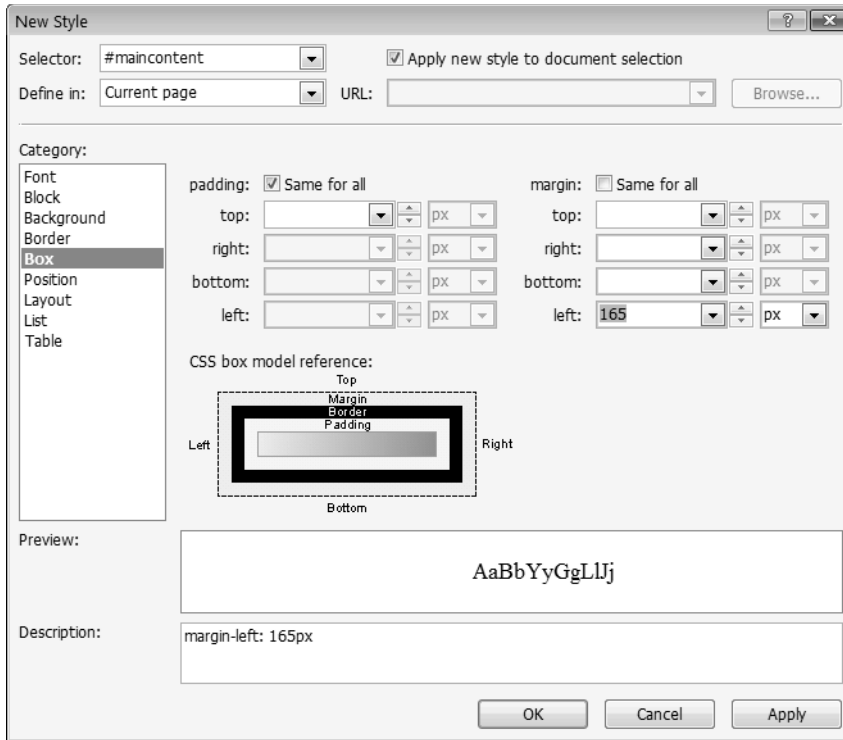 New Style
Selector: #maincontent Apply new style to document selection
Define in: Current page URL: Browse...
Category:
Font
Block
Background
Border
Box
Position
Layout
List
Table
padding: Same for all
top: px
right: px
bottom: px
left: px
margin: Same for all
top: px
right: px
bottom: px
left: 165 px
CSS box model reference:
Top
Margin
Border
Padding
Left Right
Bottom
Preview: AaBbYyGgLlJj
Description: margin-left: 165px
OK Cancel Apply